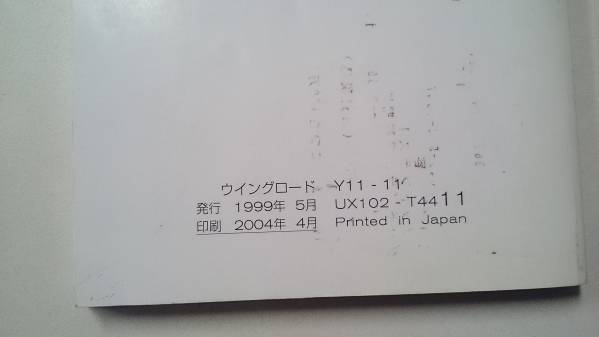 ウイングロード Y11-11
発行 1999年 5月 UX102-T4411
印刷 2004年 4月 Printed in Japan